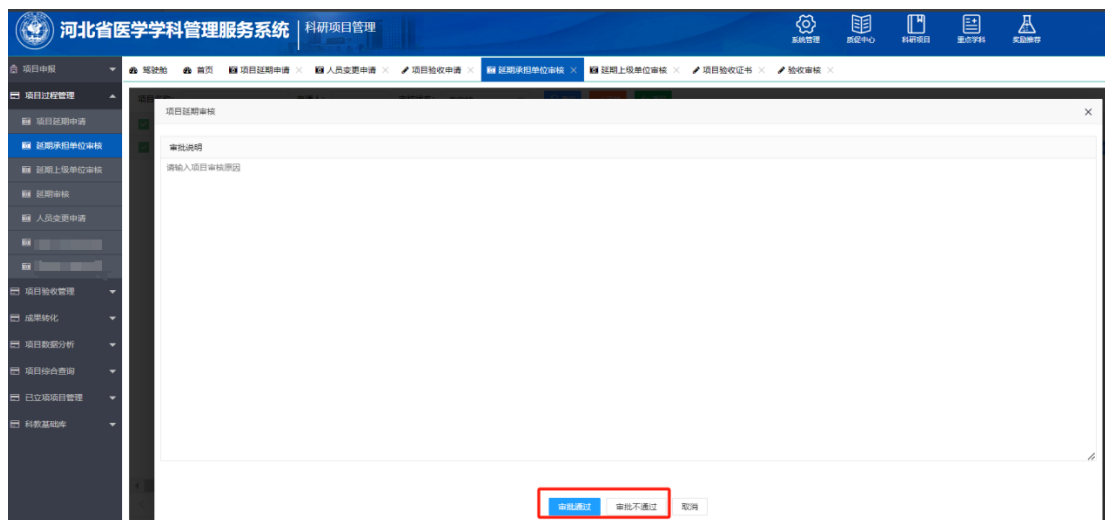 河北省医学学科管理服务系统 科研项目管理
系统管理 质促中心 科研项目 重点学科 奖励推荐
项目申报
驾驶舱 首页 项目延期申请 人员变更申请 项目验收申请 延期承担单位审核 延期上级单位审核 项目验收证书 验收审核
项目过程管理
项目延期申请
延期承担单位审核
延期上级单位审核
延期审核
人员变更申请
项目验收管理
成果转化
项目数据分析
项目综合查询
已立项项目管理
科教基础库
项目延期审核
审批说明
请输入项目审核原因
审批通过 审批不通过 取消